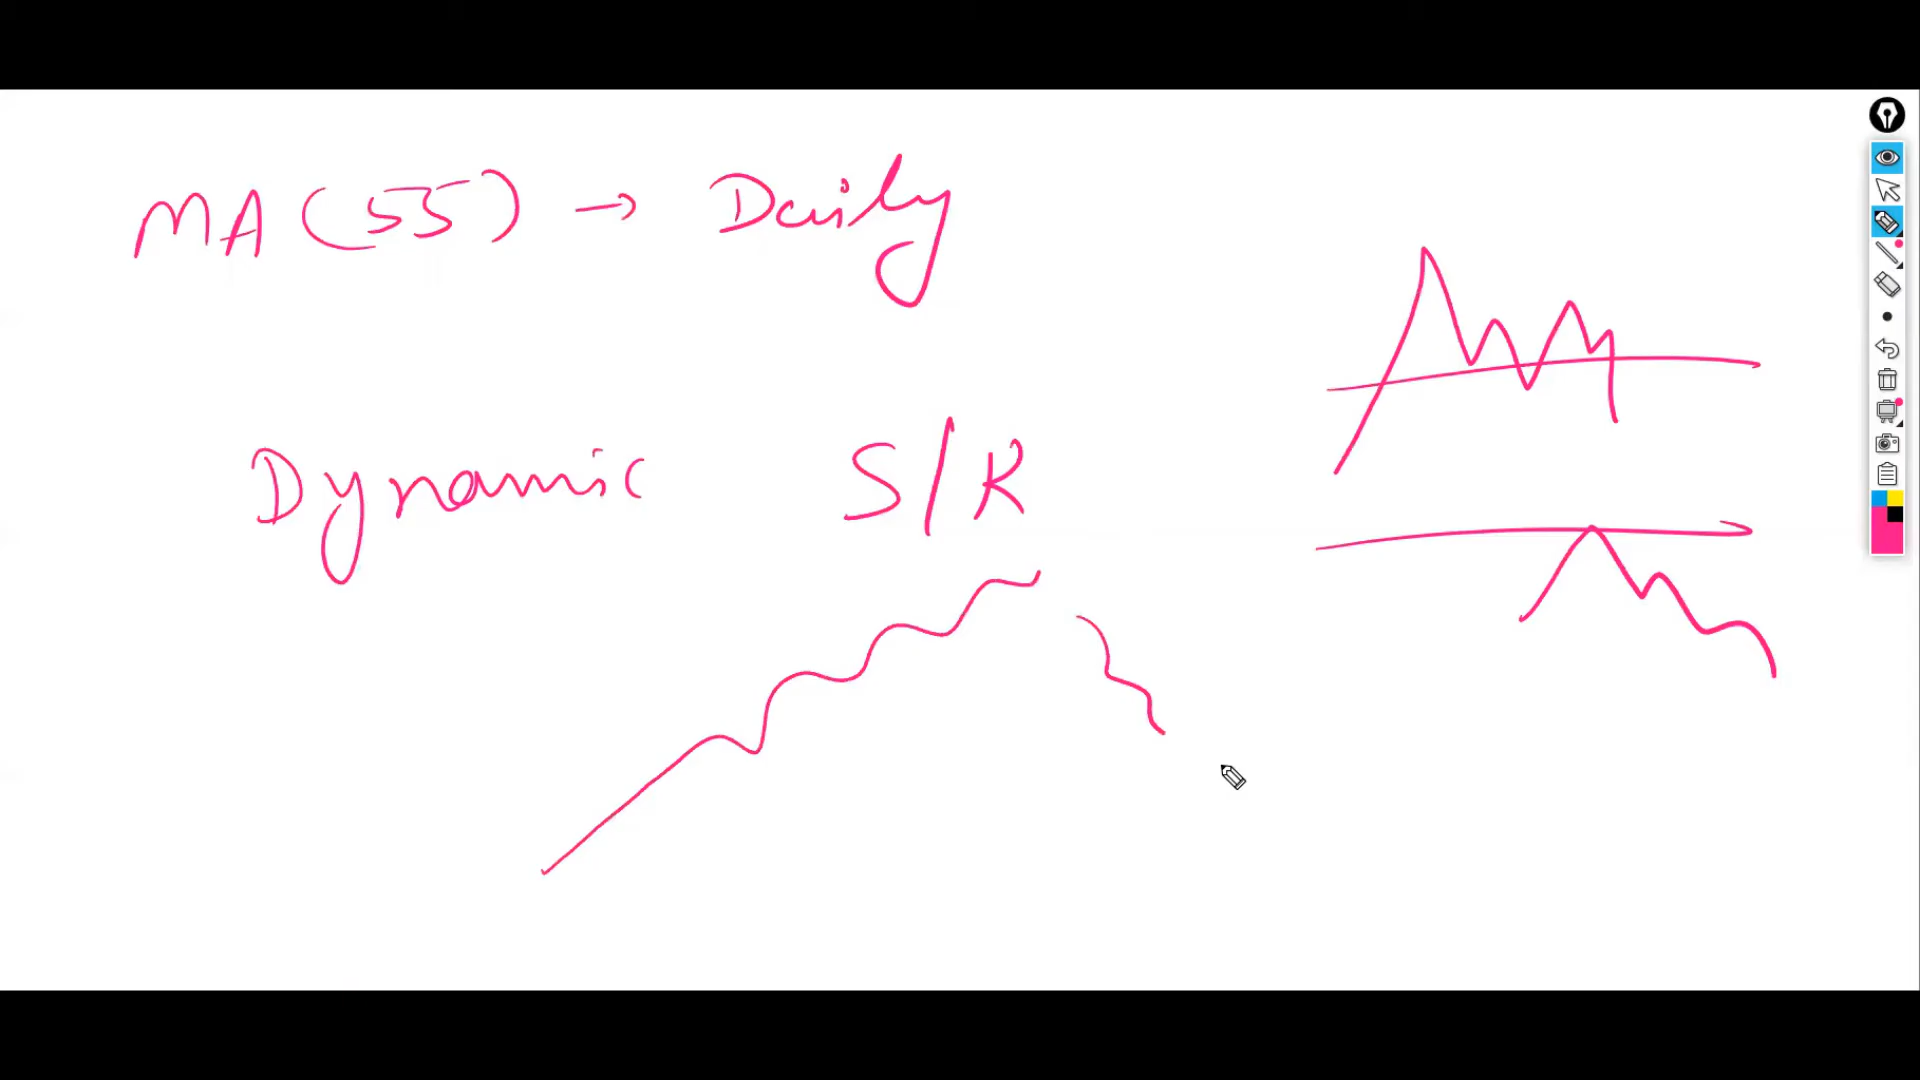 MA (55) → Daily
Dynamic S/R